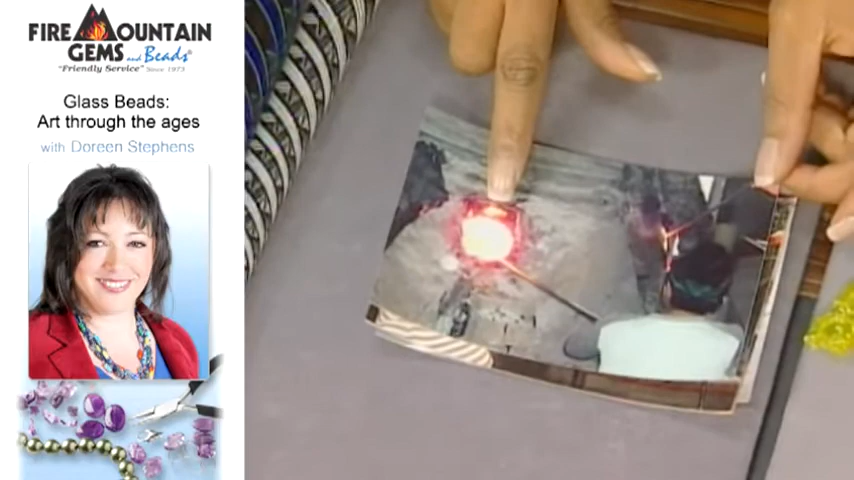 FIRE MOUNTAIN
GEMS and Beads®
"Friendly Service" Since 1973
Glass Beads:
Art through the ages
with Doreen Stephens